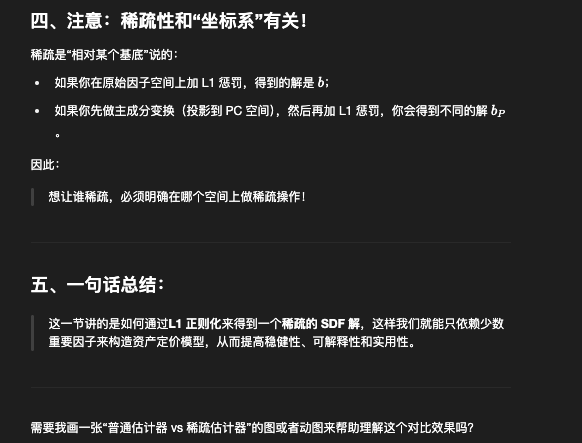 四、注意：稀疏性和“坐标系”有关！
稀疏是“相对某个基底”说的：
• 如果你在原始因子空间上加 L1 惩罚，得到的解是 b；
• 如果你先做主成分变换（投影到 PC 空间），然后再加 L1 惩罚，你会得到不同的解 b_P
。
因此：
想让谁稀疏，必须明确在哪个空间上做稀疏操作！
五、一句话总结：
这一节讲的是如何通过L1 正则化来得到一个稀疏的 SDF 解，这样我们就能只依赖少数
重要因子来构造资产定价模型，从而提高稳健性、可解释性和实用性。
需要我画一张“普通估计器 vs 稀疏估计器”的图或者动图来帮助理解这个对比效果吗？